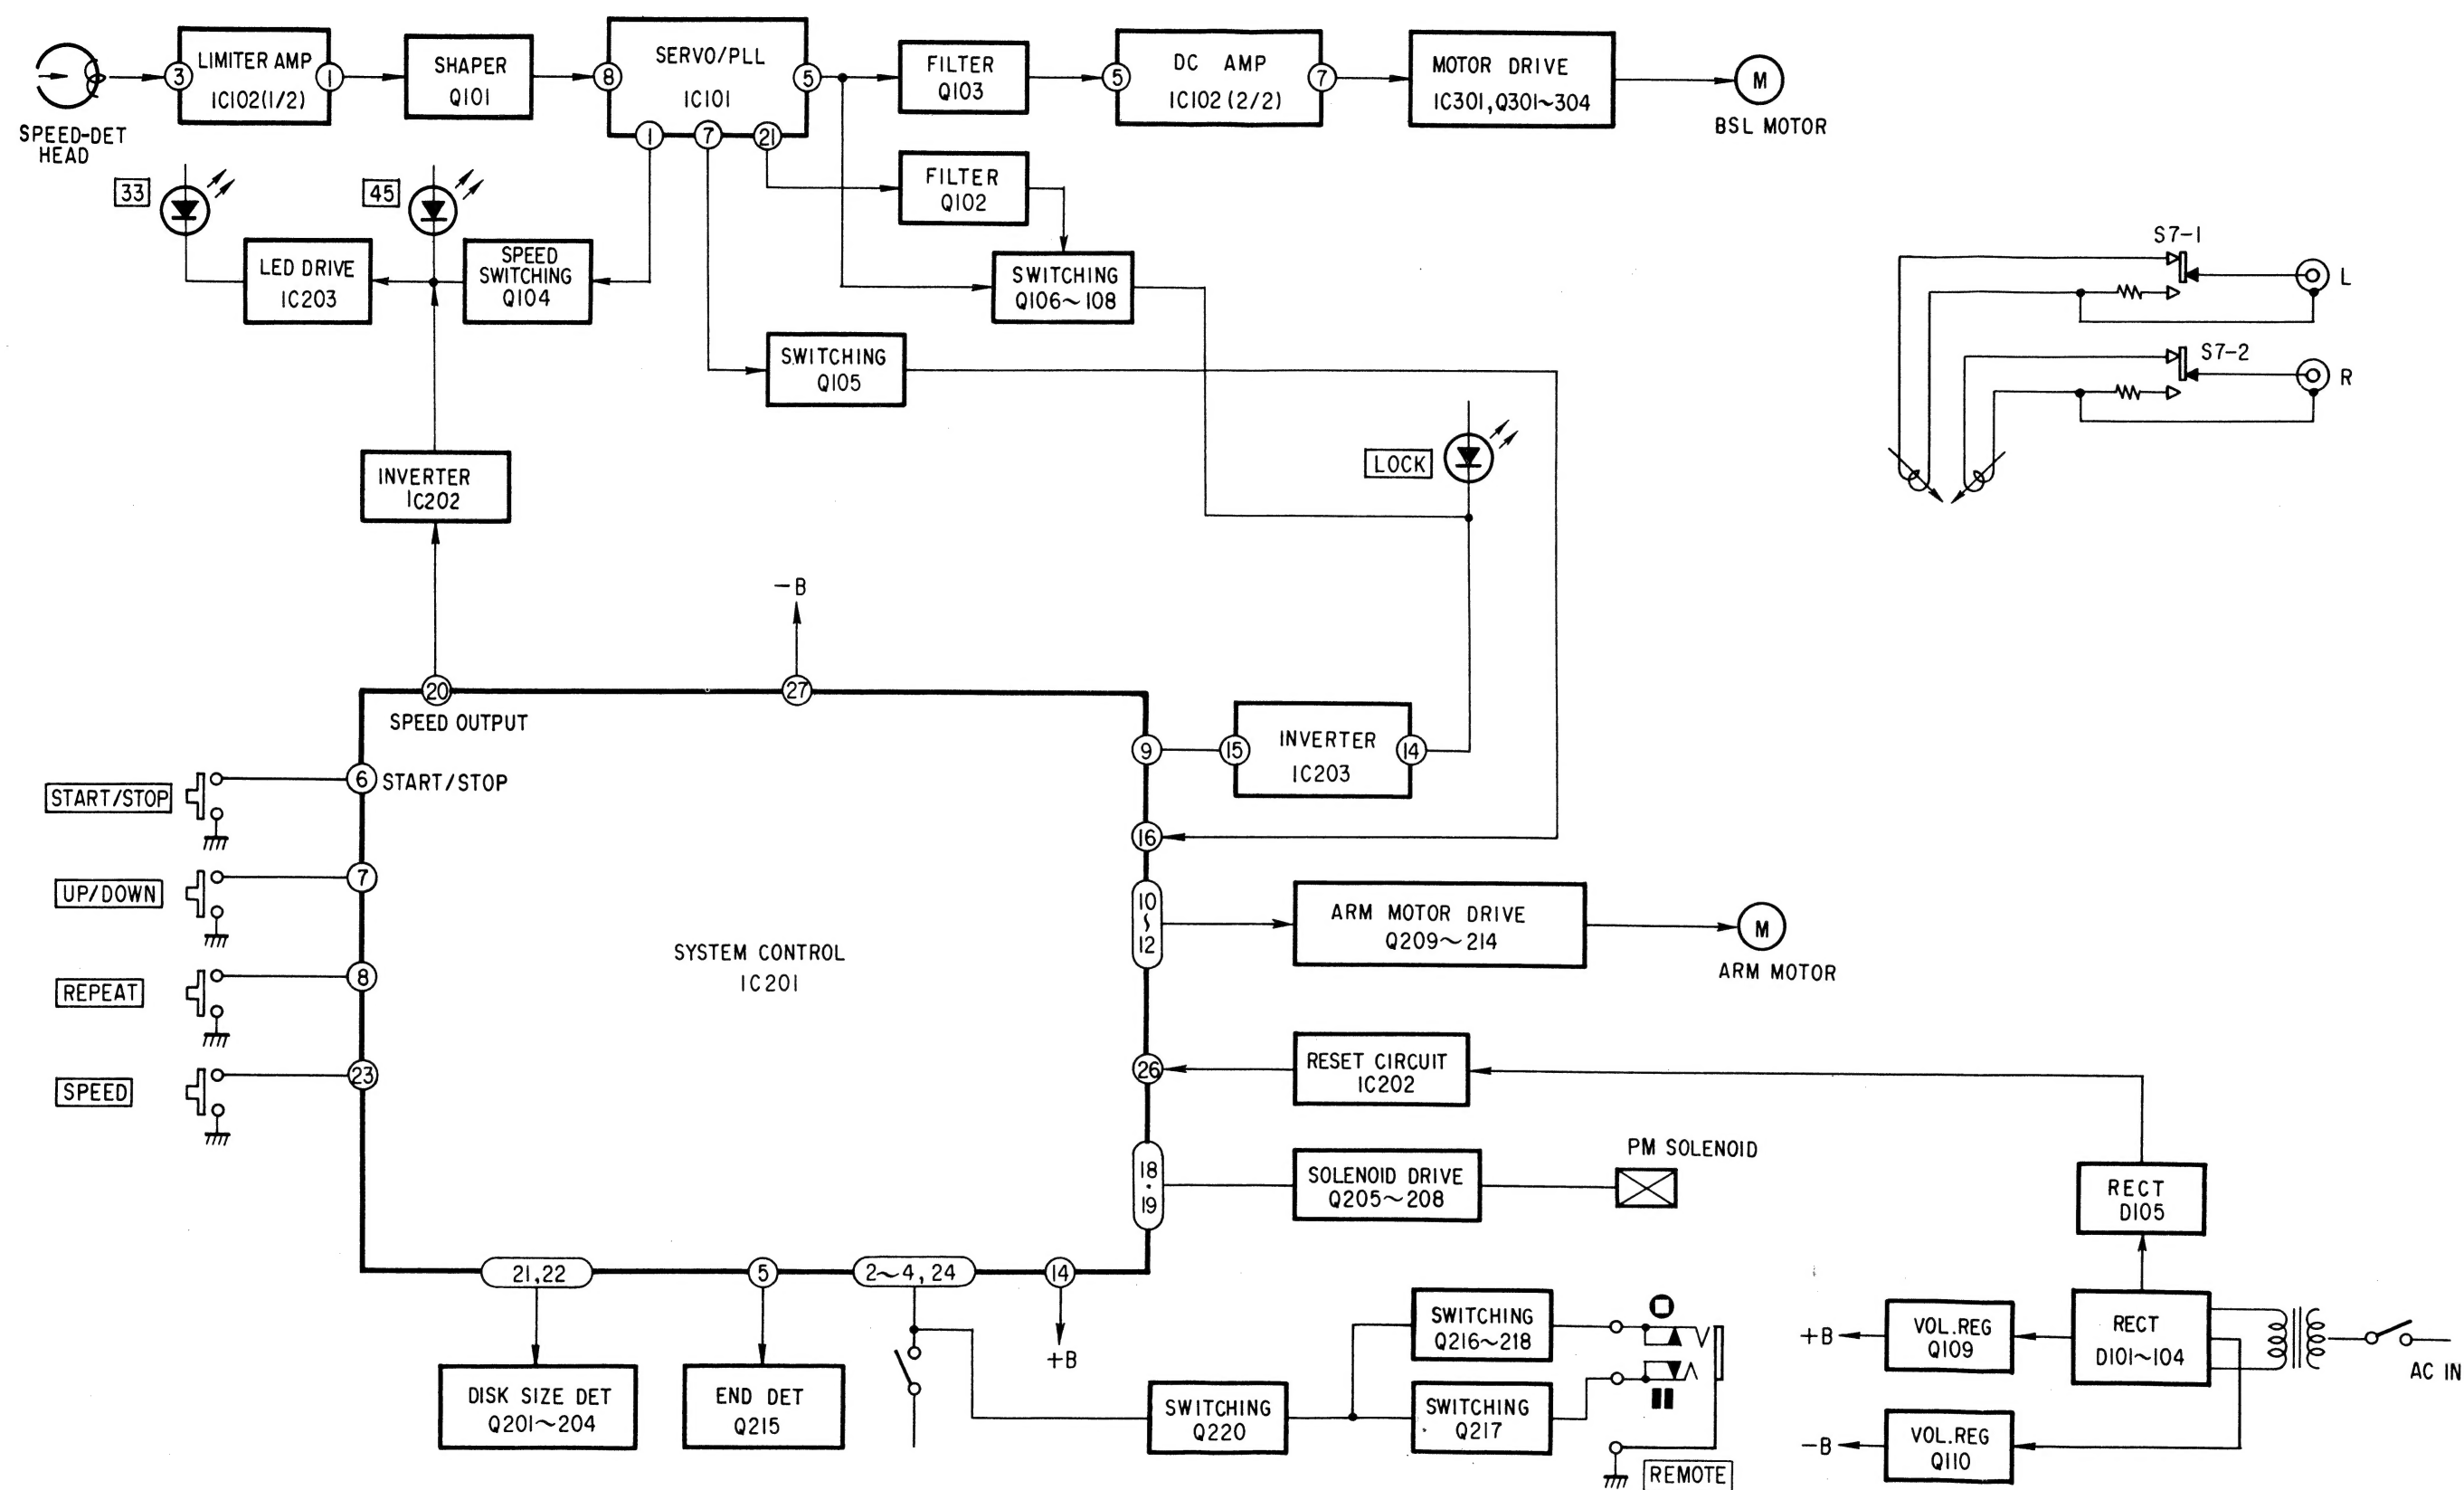 3
LIMITER AMP
IC102(1/2)
1
SHAPER
Q101
8
SERVO/PLL
IC101
5
1
7
21
FILTER
Q103
5
DC AMP
IC102(2/2)
7
MOTOR DRIVE
IC301,Q301~304
M
BSL MOTOR
SPEED-DET
HEAD
FILTER
Q102
33
45
LED DRIVE
IC203
SPEED
SWITCHING
Q104
SWITCHING
Q106~108
SWITCHING
Q105
S7-1
L
S7-2
R
LOCK
INVERTER
IC202
-B
20
27
SPEED OUTPUT
9
15
INVERTER
IC203
14
START/STOP
6
START/STOP
16
UP/DOWN
7
10
~
12
ARM MOTOR DRIVE
Q209~214
M
ARM MOTOR
SYSTEM CONTROL
IC201
REPEAT
8
SPEED
23
26
RESET CIRCUIT
IC202
PM SOLENOID
18
·
19
SOLENOID DRIVE
Q205~208
RECT
D105
21,22
5
2~4,24
14
+B
DISK SIZE DET
Q201~204
END DET
Q215
SWITCHING
Q216~218
SWITCHING
Q220
SWITCHING
Q217
REMOTE
+B
VOL.REG
Q109
RECT
D101~104
AC IN
-B
VOL.REG
Q110